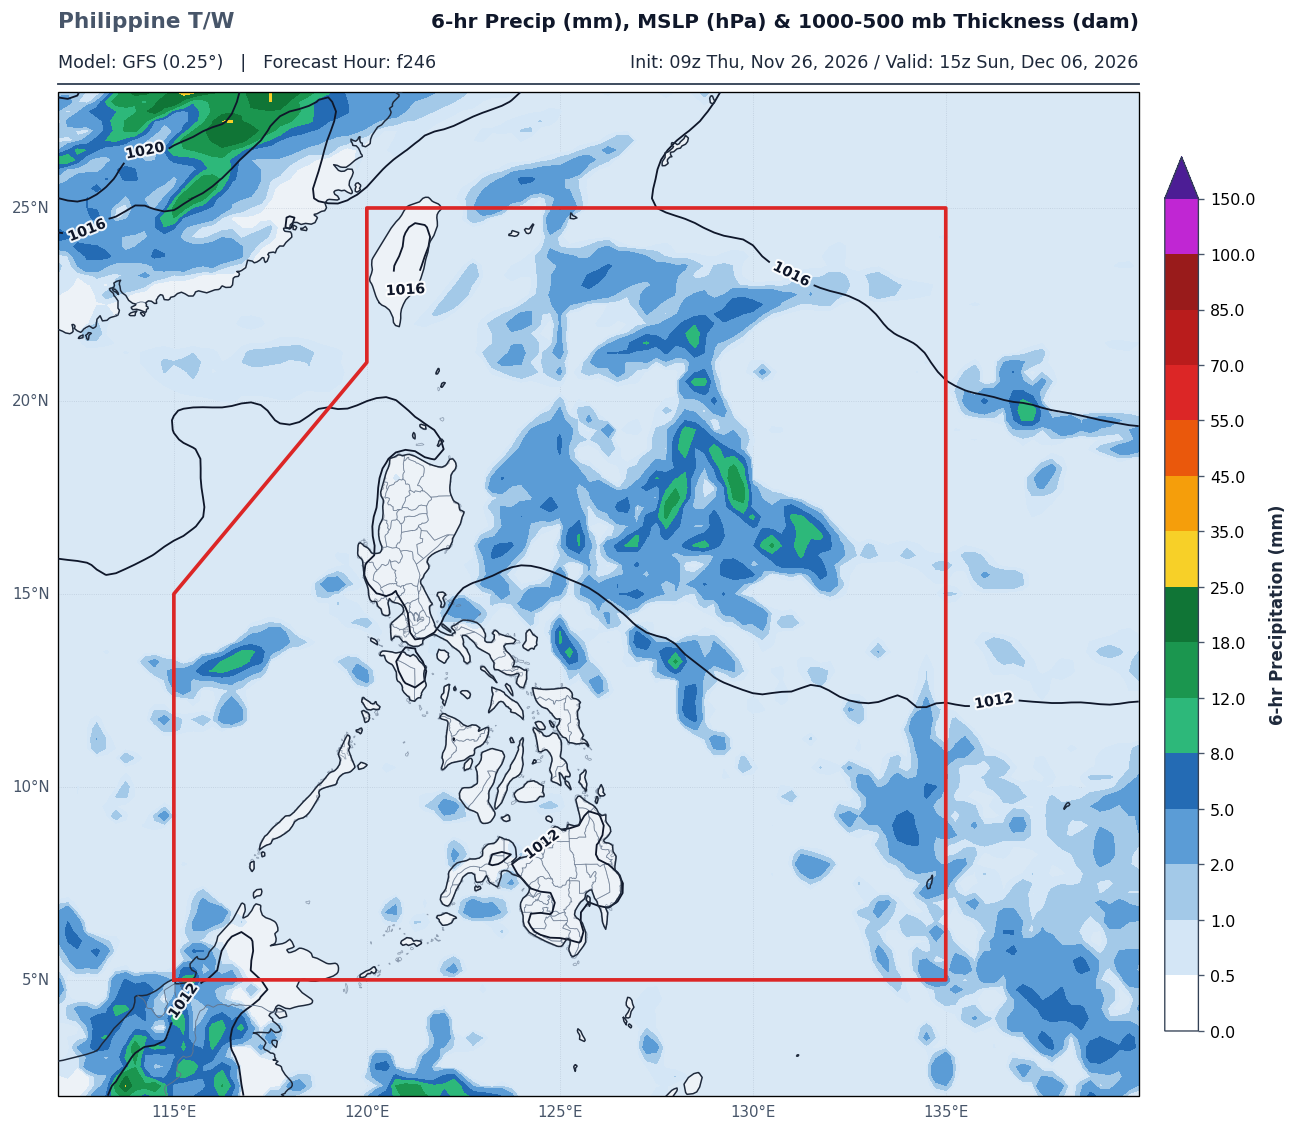 Philippine T/W
6-hr Precip (mm), MSLP (hPa) & 1000-500 mb Thickness (dam)
Model: GFS (0.25°) | Forecast Hour: f246
Init: 09z Thu, Nov 26, 2026 / Valid: 15z Sun, Dec 06, 2026
1020
1016
1016
1016
1012
1012
1012
25°N
20°N
15°N
10°N
5°N
115°E
120°E
125°E
130°E
135°E
150.0
100.0
85.0
70.0
55.0
45.0
35.0
25.0
18.0
12.0
8.0
5.0
2.0
1.0
0.5
0.0
6-hr Precipitation (mm)